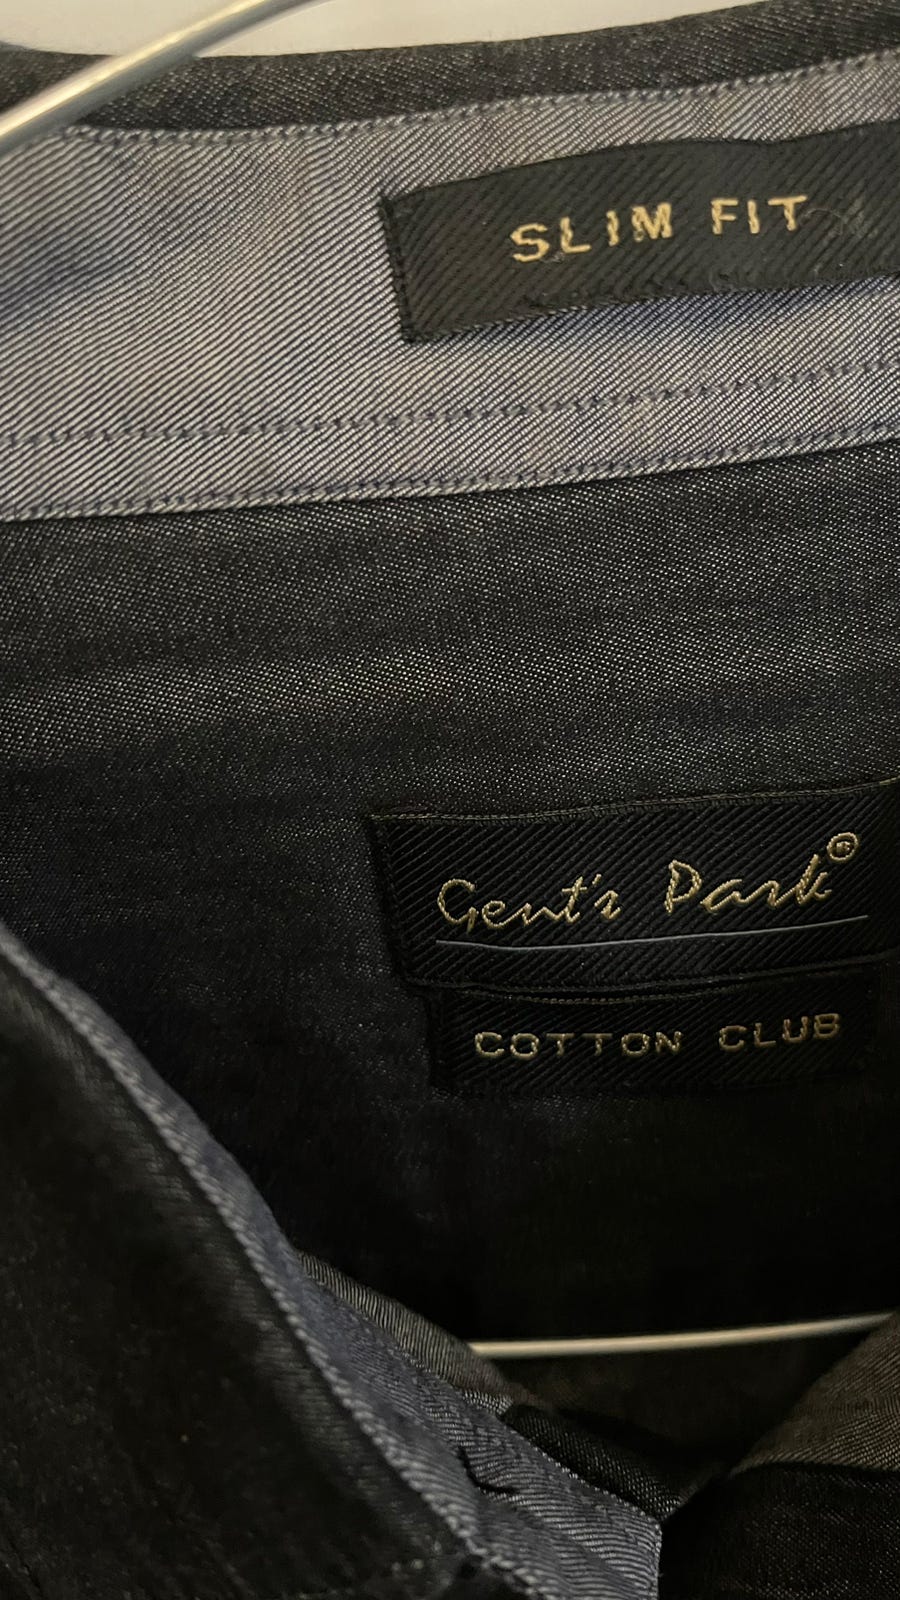 SLIM FIT
Gent's Park®
COTTON CLUB